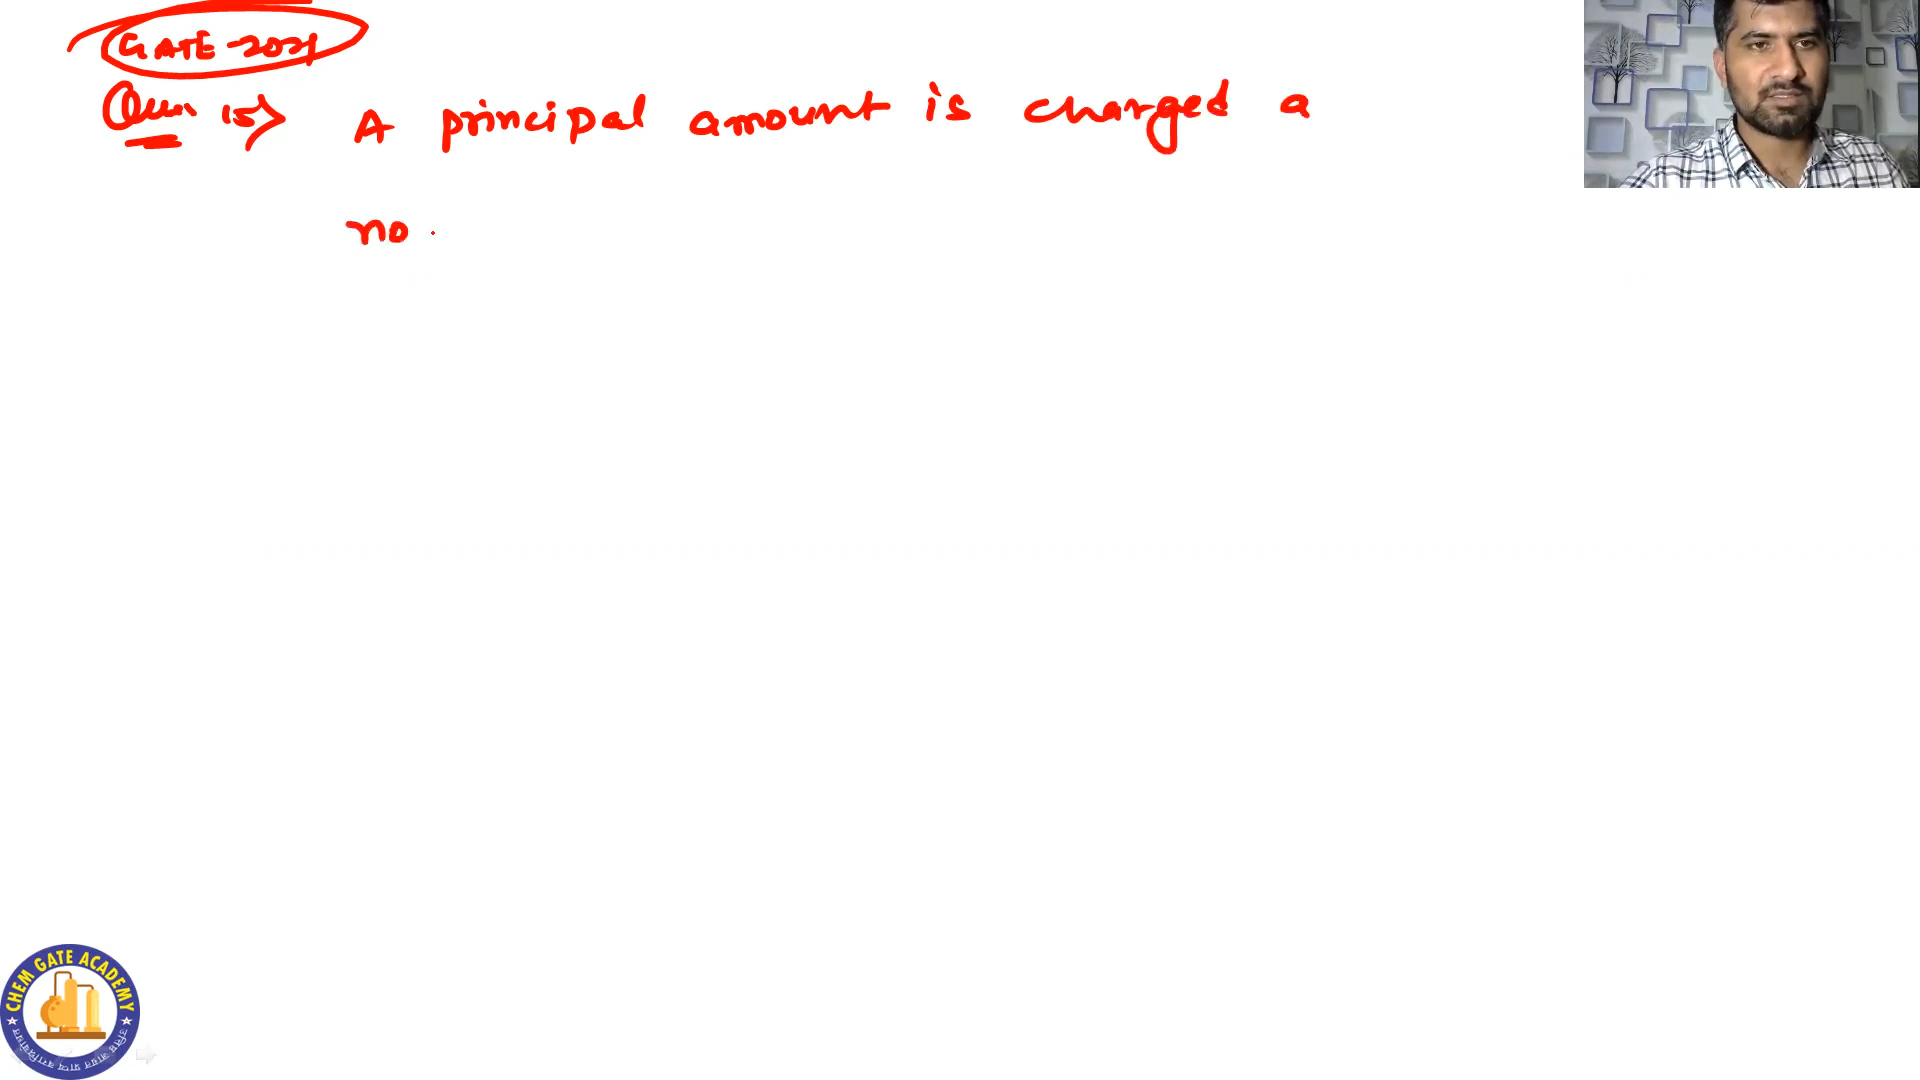 GATE-2021
Ques 15> A principal amount is charged a
no
CHEM GATE ACADEMY